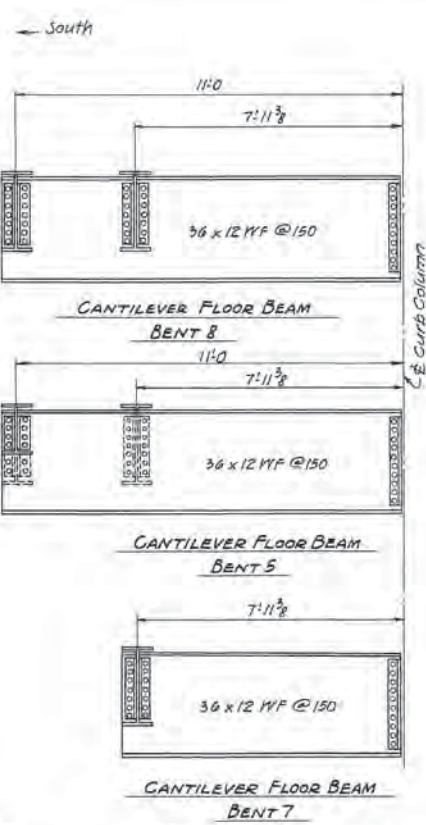 ← South
11'-0
7'-11 3/8
36 x 12 WF @ 150
CANTILEVER FLOOR BEAM
BENT 8
11'-0
7'-11 3/8
36 x 12 WF @ 150
CANTILEVER FLOOR BEAM
BENT 5
7'-11 3/8
36 x 12 WF @ 150
CANTILEVER FLOOR BEAM
BENT 7
℄ Curb Column